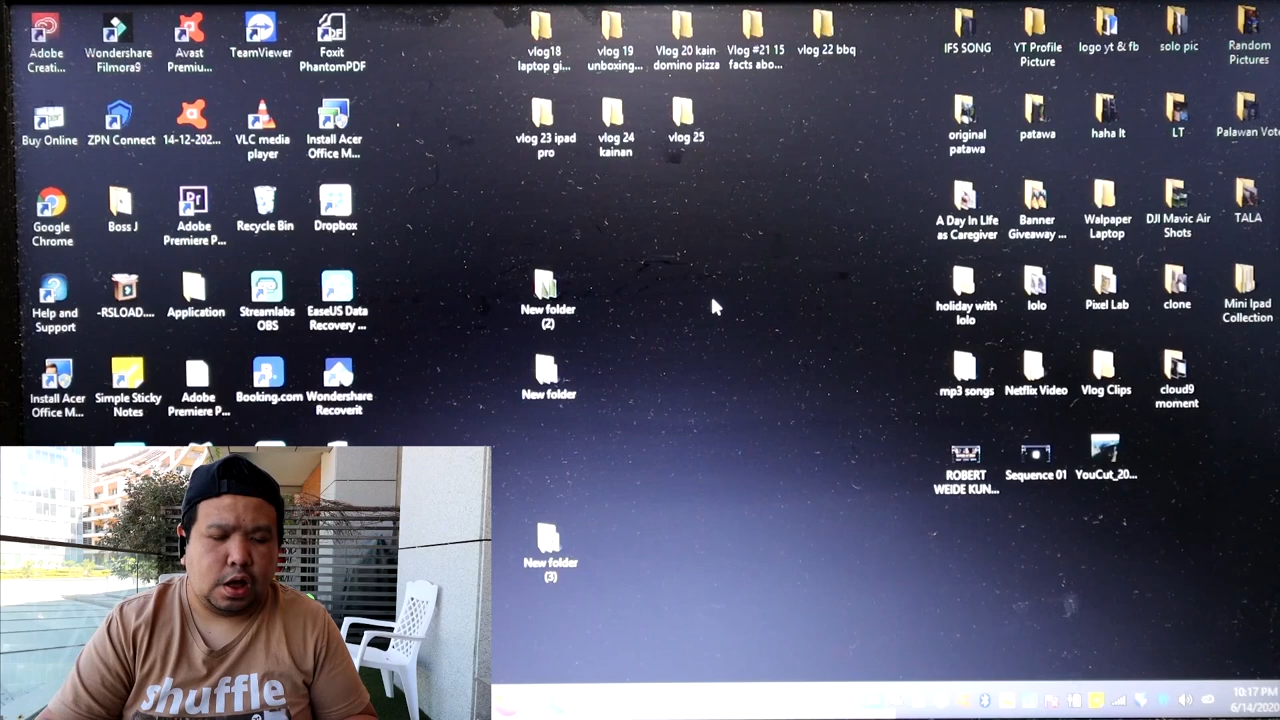 Adobe
Creati...
Wondershare
Filmora9
Avast
Premiu...
TeamViewer
Foxit
PhantomPDF
vlog18
laptop gi...
vlog 19
unboxing...
Vlog 20 kain
domino pizza
Vlog #21 15
facts abo...
vlog 22 bbq
IFS SONG
YT Profile
Picture
logo yt & fb
solo pic
Random
Pictures
Buy Online
ZPN Connect
14-12-202...
VLC media
player
Install Acer
Office M...
vlog 23 ipad
pro
vlog 24
kainan
vlog 25
original
patawa
patawa
haha lt
LT
Palawan Vot
Google
Chrome
Boss J
Adobe
Premiere P...
Recycle Bin
Dropbox
A Day In Life
as Caregiver
Banner
Giveaway ...
Walpaper
Laptop
DJI Mavic Air
Shots
TALA
Help and
Support
-RSLOAD....
Application
Streamlabs
OBS
EaseUS Data
Recovery ...
New folder
(2)
holiday with
lolo
lolo
Pixel Lab
clone
Mini Ipad
Collection
Install Acer
Office M...
Simple Sticky
Notes
Adobe
Premiere P...
Booking.com
Wondershare
Recoverit
New folder
mp3 songs
Netflix Video
Vlog Clips
cloud9
moment
ROBERT
WEIDE KUN...
Sequence 01
YouCut_20...
New folder
(3)
shuffle
10:17 PM
6/14/2020